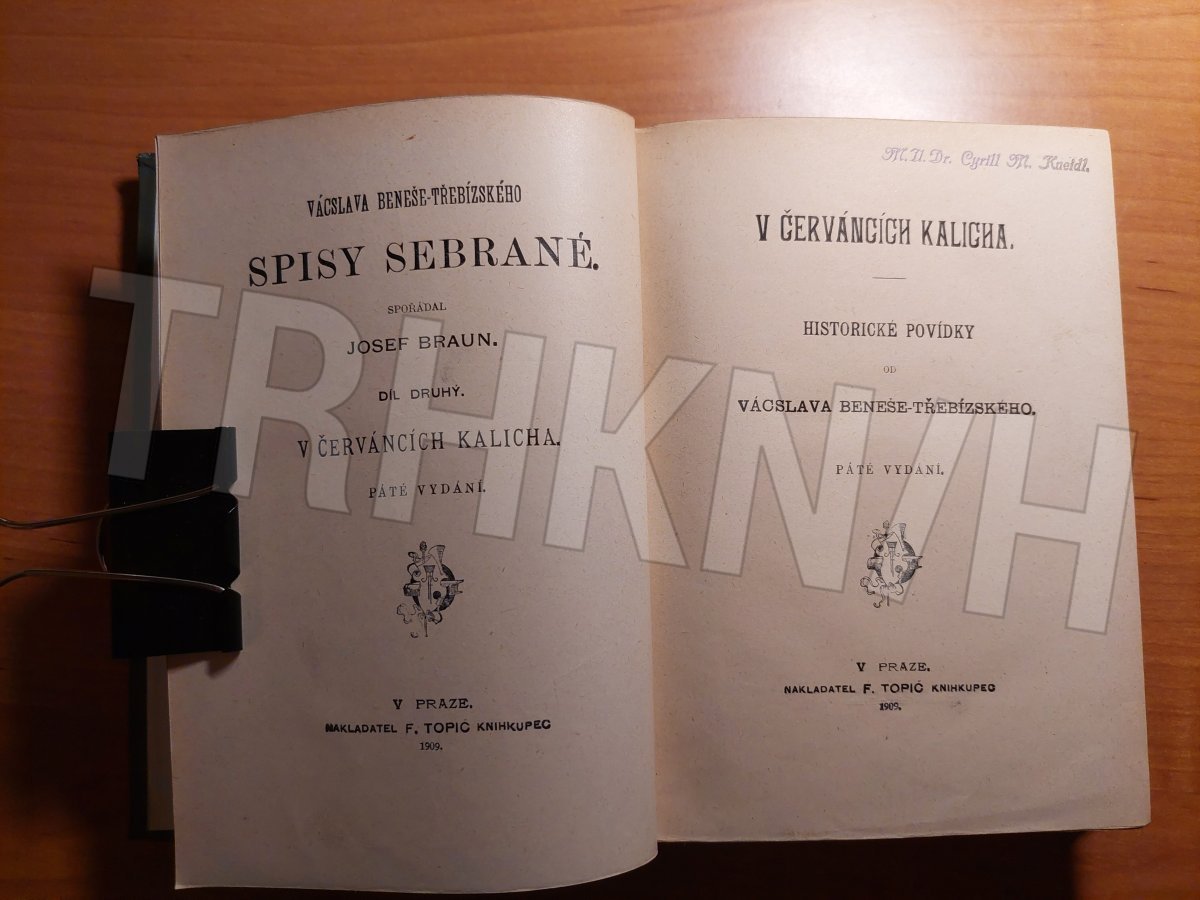 VÁCSLAVA BENEŠE-TŘEBÍZSKÉHO
SPISY SEBRANÉ.
SPOŘÁDAL
JOSEF BRAUN.
DÍL DRUHÝ.
V ČERVÁNCÍCH KALICHA.
PÁTÉ VYDÁNÍ.
V PRAZE.
NAKLADATEL F. TOPIČ KNIHKUPEC
1909.
M. U. Dr. Cyrill M. Kneidl.
V ČERVÁNCÍCH KALICHA.
HISTORICKÉ POVÍDKY
OD
VÁCSLAVA BENEŠE-TŘEBÍZSKÉHO.
PÁTÉ VYDÁNÍ.
V PRAZE.
NAKLADATEL F. TOPIČ KNIHKUPEC
1909.
TRHKNIH